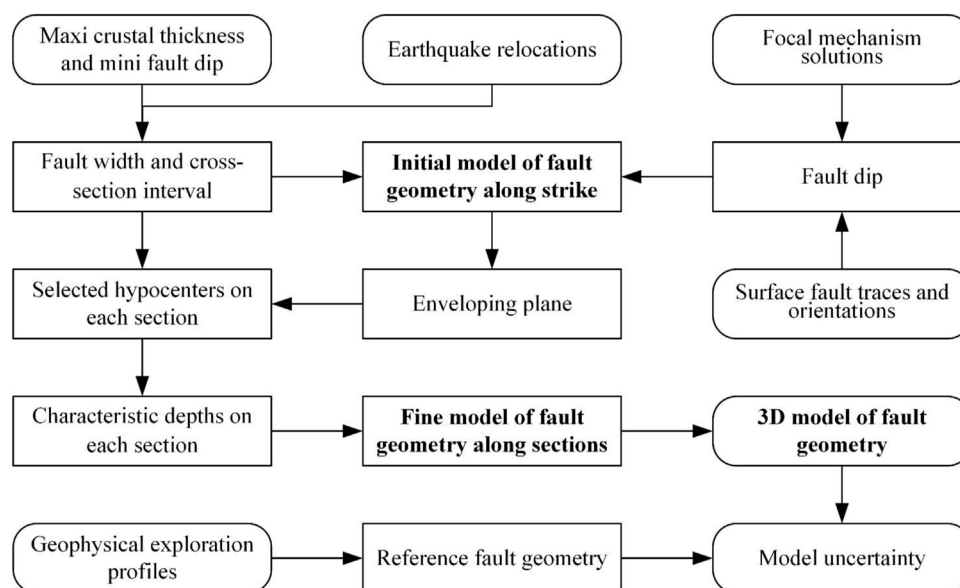 Maxi crustal thickness
and mini fault dip
Earthquake relocations
Focal mechanism
solutions
Fault width and cross-
section interval
Initial model of fault
geometry along strike
Fault dip
Selected hypocenters on
each section
Enveloping plane
Surface fault traces and
orientations
Characteristic depths on
each section
Fine model of fault
geometry along sections
3D model of fault
geometry
Geophysical exploration
profiles
Reference fault geometry
Model uncertainty